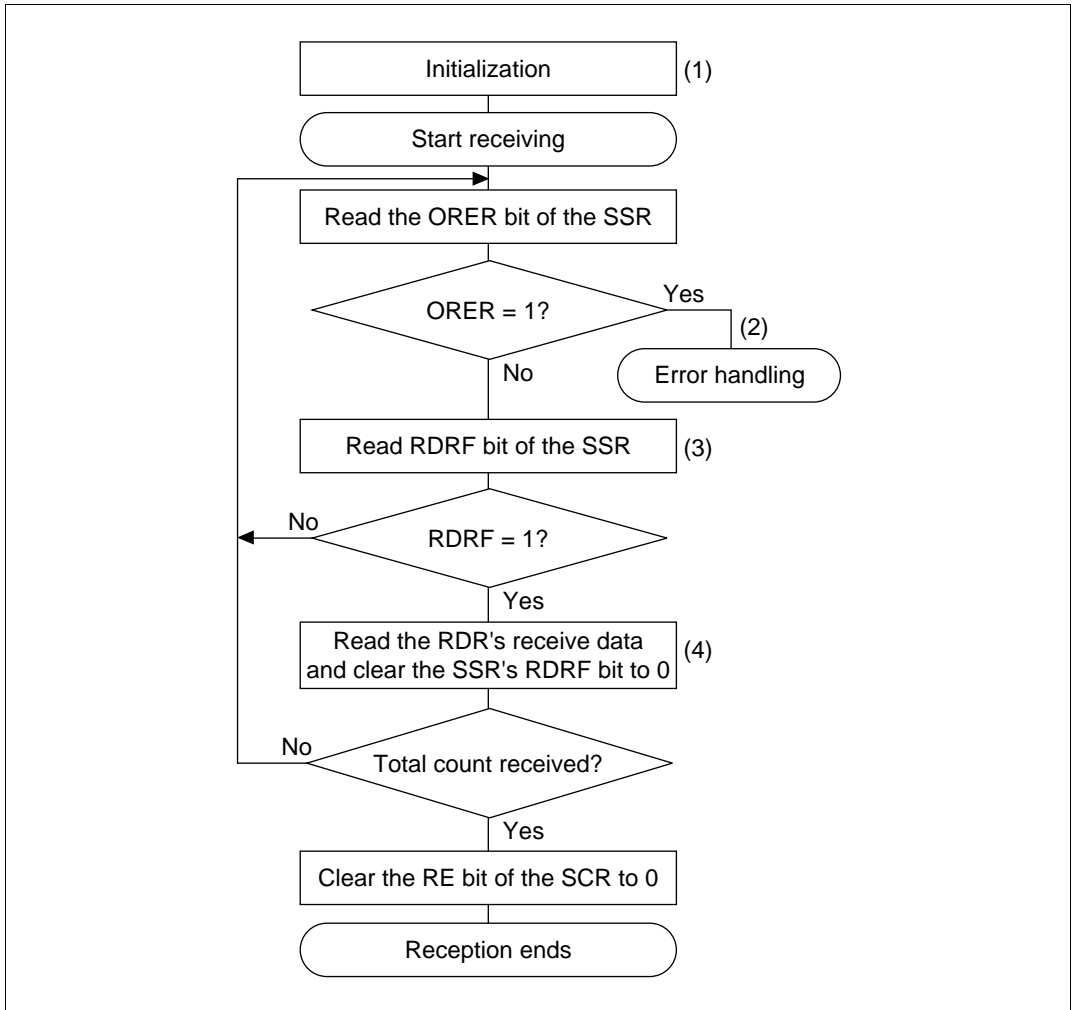 Initialization
(1)
Start receiving
Read the ORER bit of the SSR
ORER = 1?
Yes
(2)
Error handling
No
Read RDRF bit of the SSR
(3)
No
RDRF = 1?
Yes
Read the RDR's receive data
and clear the SSR's RDRF bit to 0
(4)
No
Total count received?
Yes
Clear the RE bit of the SCR to 0
Reception ends